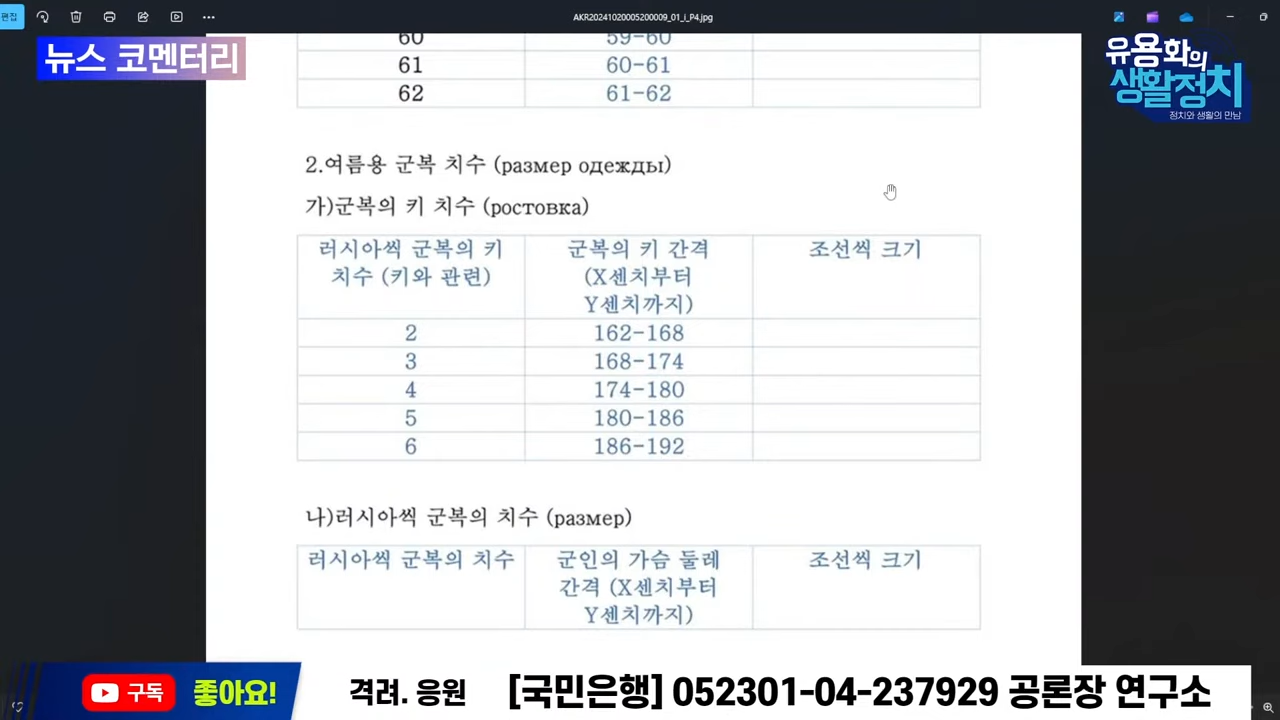 편집
AKR20241020005200009_01_i_P4.jpg
뉴스 코멘터리
유용화의
생활정치
정치와 생활의 만남
60 59-60
61 60-61
62 61-62
2.여름용 군복 치수 (размер одежды)
가)군복의 키 치수 (ростовка)
러시아씩 군복의 키 치수 (키와 관련)
군복의 키 간격 (X센치부터 Y센치까지)
조선씩 크기
2 162-168
3 168-174
4 174-180
5 180-186
6 186-192
나)러시아씩 군복의 치수 (размер)
러시아씩 군복의 치수
군인의 가슴 둘레 간격 (X센치부터 Y센치까지)
조선씩 크기
구독 좋아요!
격려. 응원 [국민은행] 052301-04-237929 공론장 연구소